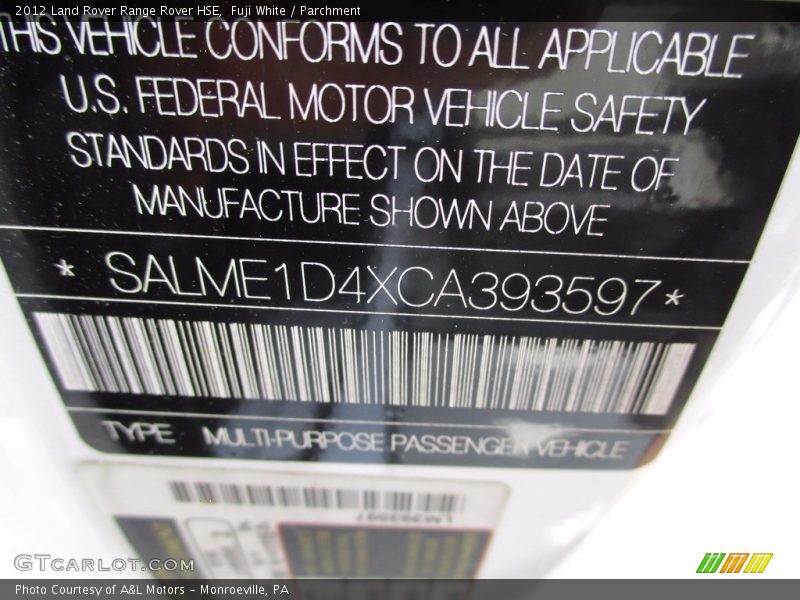 2012 Land Rover Range Rover HSE, Fuji White / Parchment
THIS VEHICLE CONFORMS TO ALL APPLICABLE
U.S. FEDERAL MOTOR VEHICLE SAFETY
STANDARDS IN EFFECT ON THE DATE OF
MANUFACTURE SHOWN ABOVE
* SALME1D4XCA393597 *
TYPE MULTI-PURPOSE PASSENGER VEHICLE
LM393597
GTCARLOT.COM
Photo Courtesy of A&L Motors – Monroeville, PA